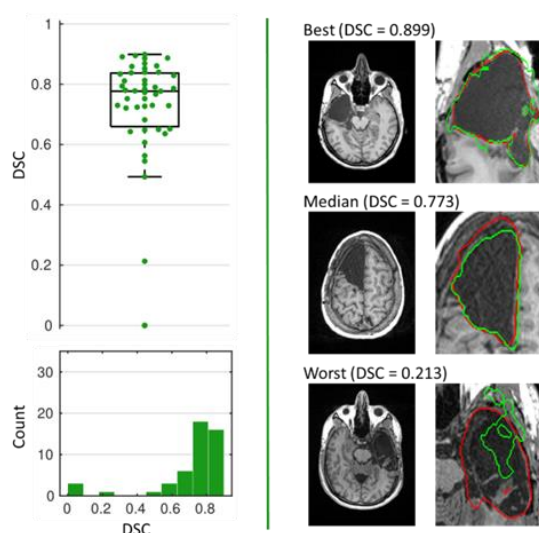 1
0.8
0.6
0.4
0.2
0
DSC
30
20
10
0
Count
0 0.2 0.4 0.6 0.8
DSC
Best (DSC = 0.899)
Median (DSC = 0.773)
Worst (DSC = 0.213)